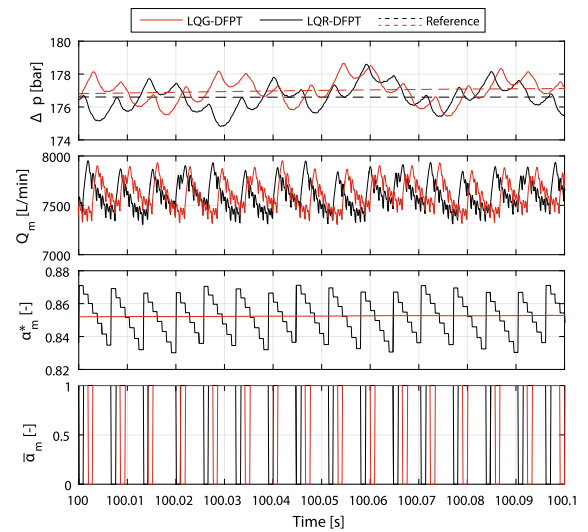 LQG-DFPT LQR-DFPT Reference
180
178
176
174
Δ p [bar]
8000
7500
7000
Q_m [L/min]
0.88
0.86
0.84
0.82
α*_m [-]
1
0.5
0
ᾱ_m [-]
100 100.01 100.02 100.03 100.04 100.05 100.06 100.07 100.08 100.09 100.1
Time [s]